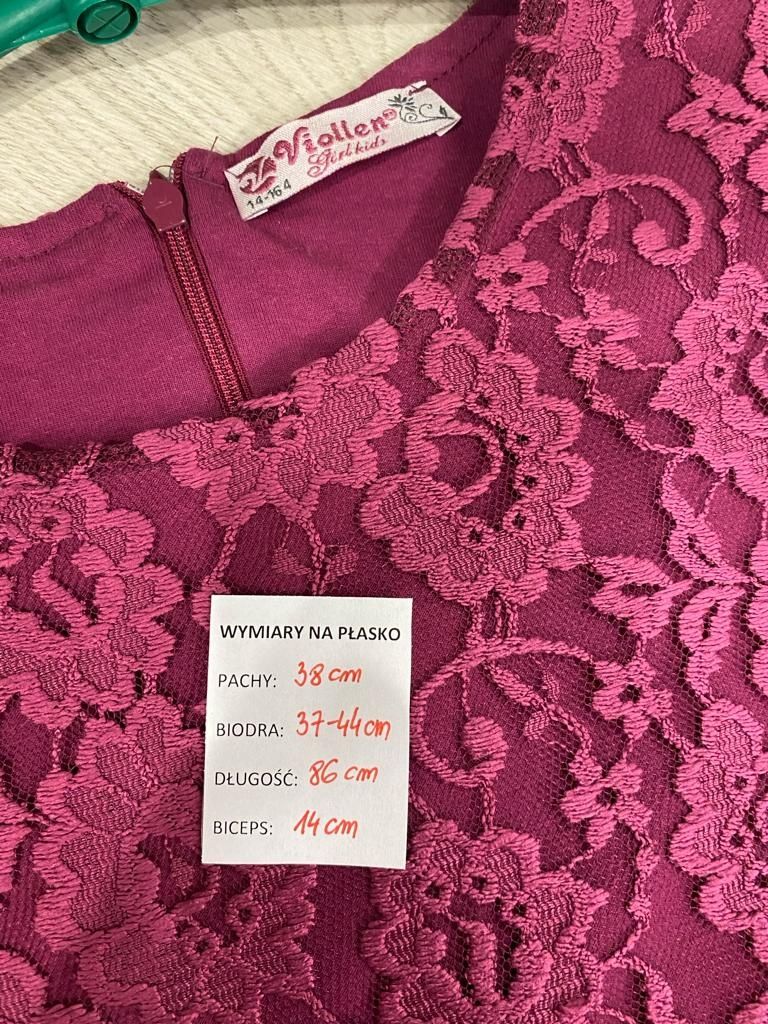 Viollen®
Girl kids
14-164
WYMIARY NA PŁASKO
PACHY: 38 cm
BIODRA: 37-44 cm
DŁUGOŚĆ: 86 cm
BICEPS: 14 cm